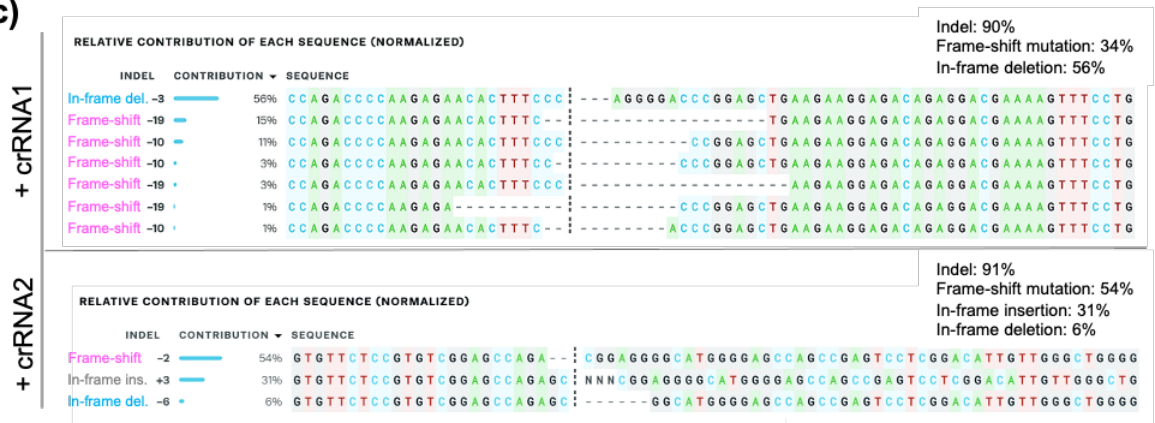 c)
+ crRNA1
RELATIVE CONTRIBUTION OF EACH SEQUENCE (NORMALIZED)
Indel: 90%
Frame-shift mutation: 34%
In-frame deletion: 56%
INDEL CONTRIBUTION SEQUENCE
In-frame del. -3 56% CCAGACCCCAAGAGAACACTTTCCC ---AGGGGACCCGGAGCTGAAGAAGGAGACAGAGGACGAAAAGTTTCCTG
Frame-shift -19 15% CCAGACCCCAAGAGAACACTTTC-- ------------------TGAAGAAGGAGACAGAGGACGAAAAGTTTCCTG
Frame-shift -10 11% CCAGACCCCAAGAGAACACTTTCCC ----------CCGGAGCTGAAGAAGGAGACAGAGGACGAAAAGTTTCCTG
Frame-shift -10 3% CCAGACCCCAAGAGAACACTTTCC- ---------CCCGGAGCTGAAGAAGGAGACAGAGGACGAAAAGTTTCCTG
Frame-shift -19 3% CCAGACCCCAAGAGAACACTTTCCC -------------------AAGAAGGAGACAGAGGACGAAAAGTTTCCTG
Frame-shift -19 1% CCAGACCCCAAGAGA---------- ---------CCCGGAGCTGAAGAAGGAGACAGAGGACGAAAAGTTTCCTG
Frame-shift -10 1% CCAGACCCCAAGAGAACACTTTC-- --------ACCCGGAGCTGAAGAAGGAGACAGAGGACGAAAAGTTTCCTG
+ crRNA2
Indel: 91%
Frame-shift mutation: 54%
In-frame insertion: 31%
In-frame deletion: 6%
RELATIVE CONTRIBUTION OF EACH SEQUENCE (NORMALIZED)
INDEL CONTRIBUTION SEQUENCE
Frame-shift -2 54% GTGTTCTCCGTGTCGGAGCCAGA-- CGGAGGGGCATGGGGAGCCAGCCGAGTCCTCGGACATTGTTGGGCTGGGG
In-frame ins. +3 31% GTGTTCTCCGTGTCGGAGCCAGAGC NNNCGGAGGGGCATGGGGAGCCAGCCGAGTCCTCGGACATTGTTGGGCTG
In-frame del. -6 6% GTGTTCTCCGTGTCGGAGCCAGAGC ------GGCATGGGGAGCCAGCCGAGTCCTCGGACATTGTTGGGCTGGGG